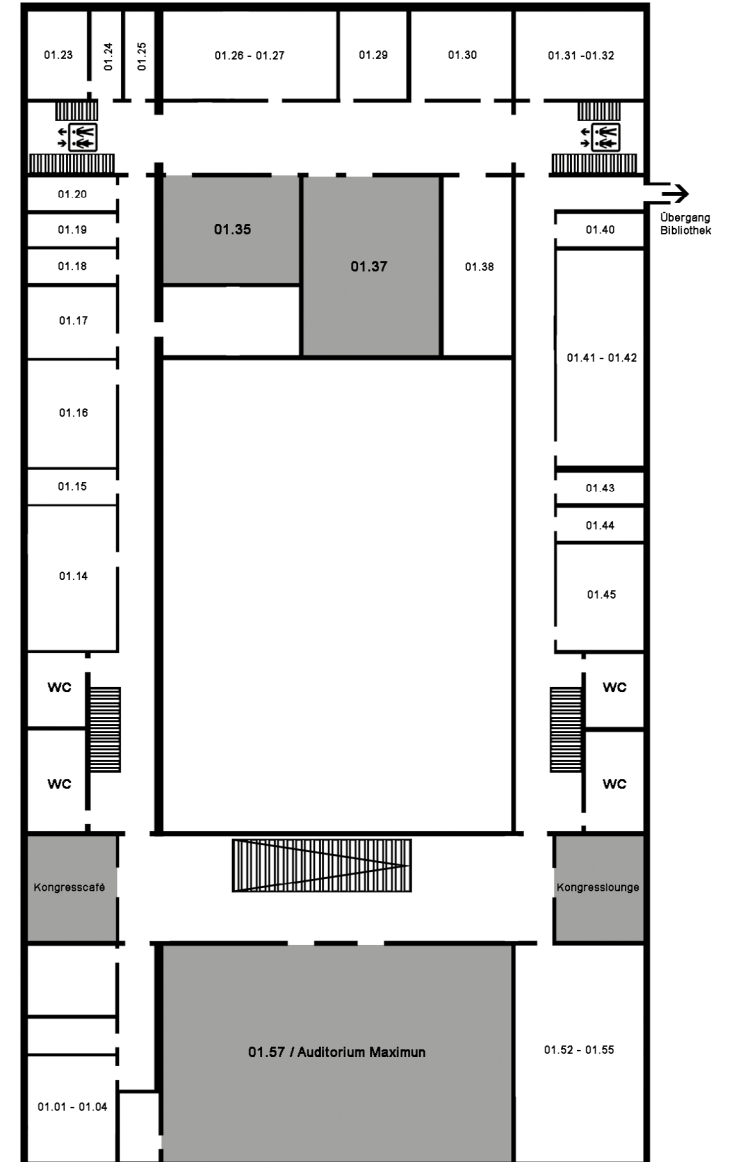 01.23
01.24
01.25
01.26 - 01.27
01.29
01.30
01.31 -01.32
01.20
01.19
01.18
01.17
01.16
01.15
01.14
WC
WC
01.35
01.37
01.38
Übergang
Bibliothek
01.40
01.41 - 01.42
01.43
01.44
01.45
WC
WC
Kongresscafé
Kongresslounge
01.01 - 01.04
01.57 / Auditorium Maximun
01.52 - 01.55